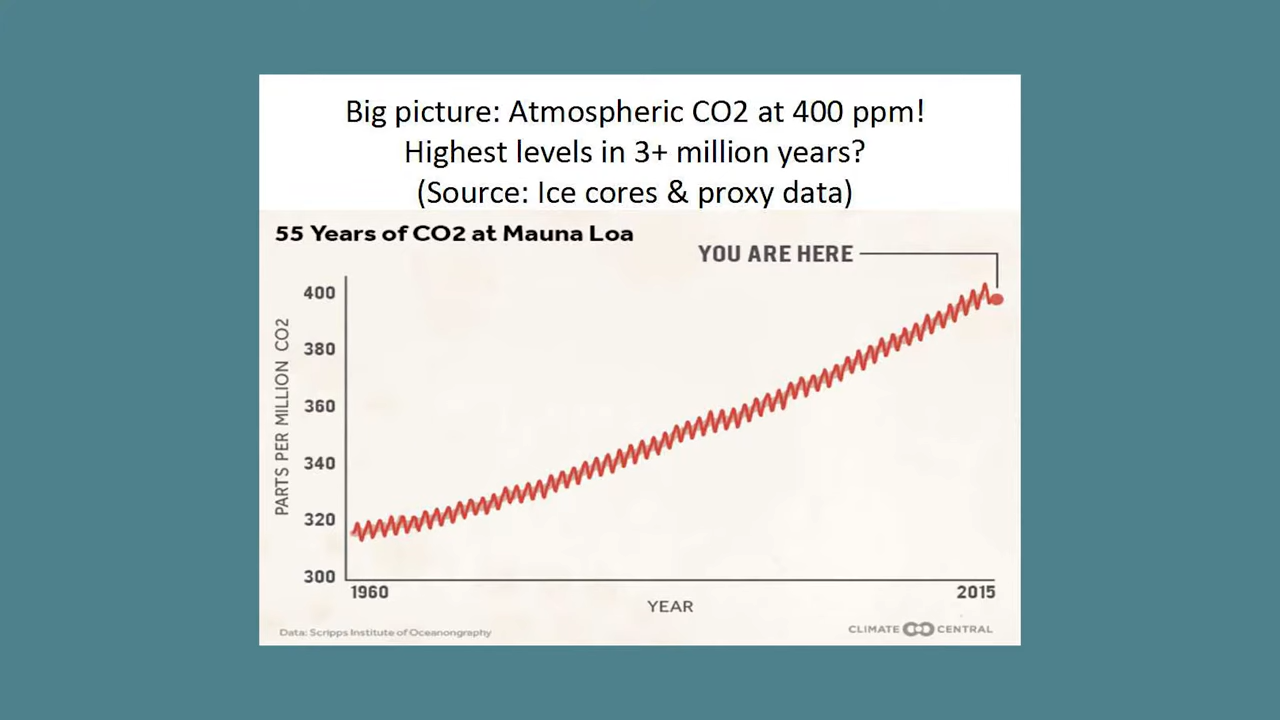 Big picture: Atmospheric CO2 at 400 ppm!
Highest levels in 3+ million years?
(Source: Ice cores & proxy data)
55 Years of CO2 at Mauna Loa
YOU ARE HERE
PARTS PER MILLION CO2
400
380
360
340
320
300
1960
2015
YEAR
Data: Scripps Institute of Oceanongraphy
CLIMATE CENTRAL